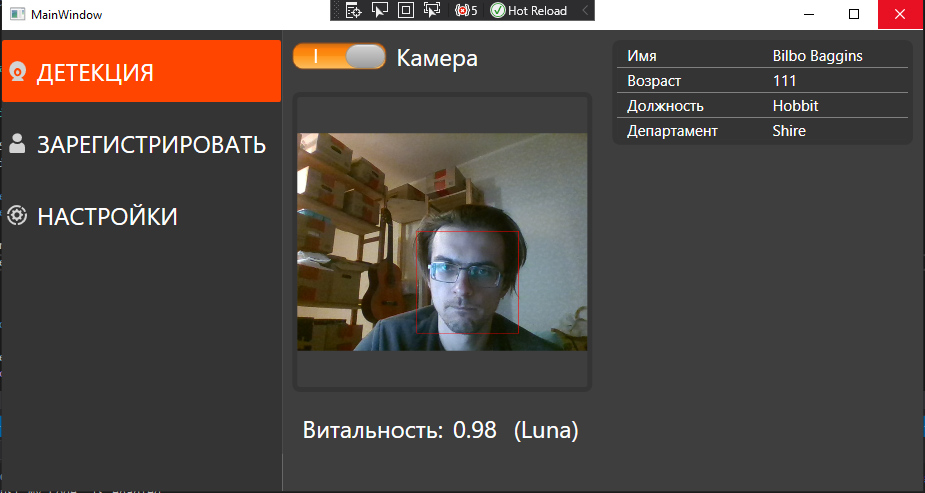 MainWindow
5 Hot Reload
ДЕТЕКЦИЯ
ЗАРЕГИСТРИРОВАТЬ
НАСТРОЙКИ
Камера
Имя Bilbo Baggins
Возраст 111
Должность Hobbit
Департамент Shire
Витальность: 0.98 (Luna)